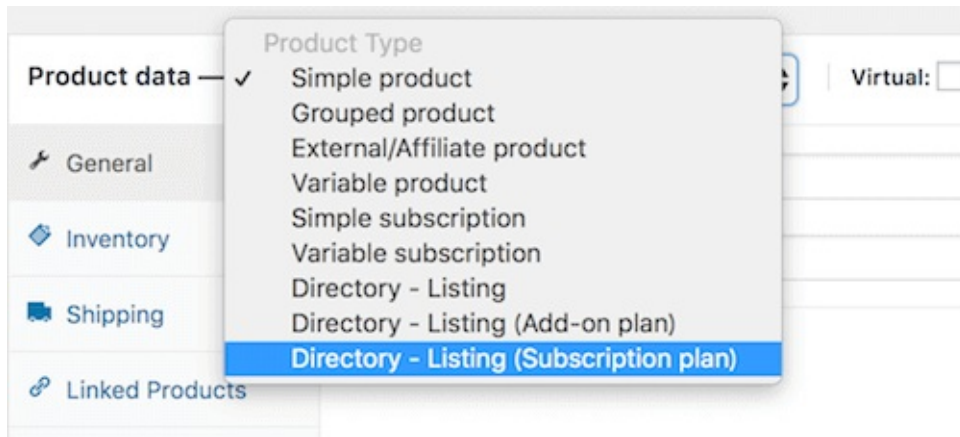 Product Type
Product data —
✓ Simple product
Grouped product
External/Affiliate product
Variable product
Simple subscription
Variable subscription
Directory - Listing
Directory - Listing (Add-on plan)
Directory - Listing (Subscription plan)
Virtual:
General
Inventory
Shipping
Linked Products